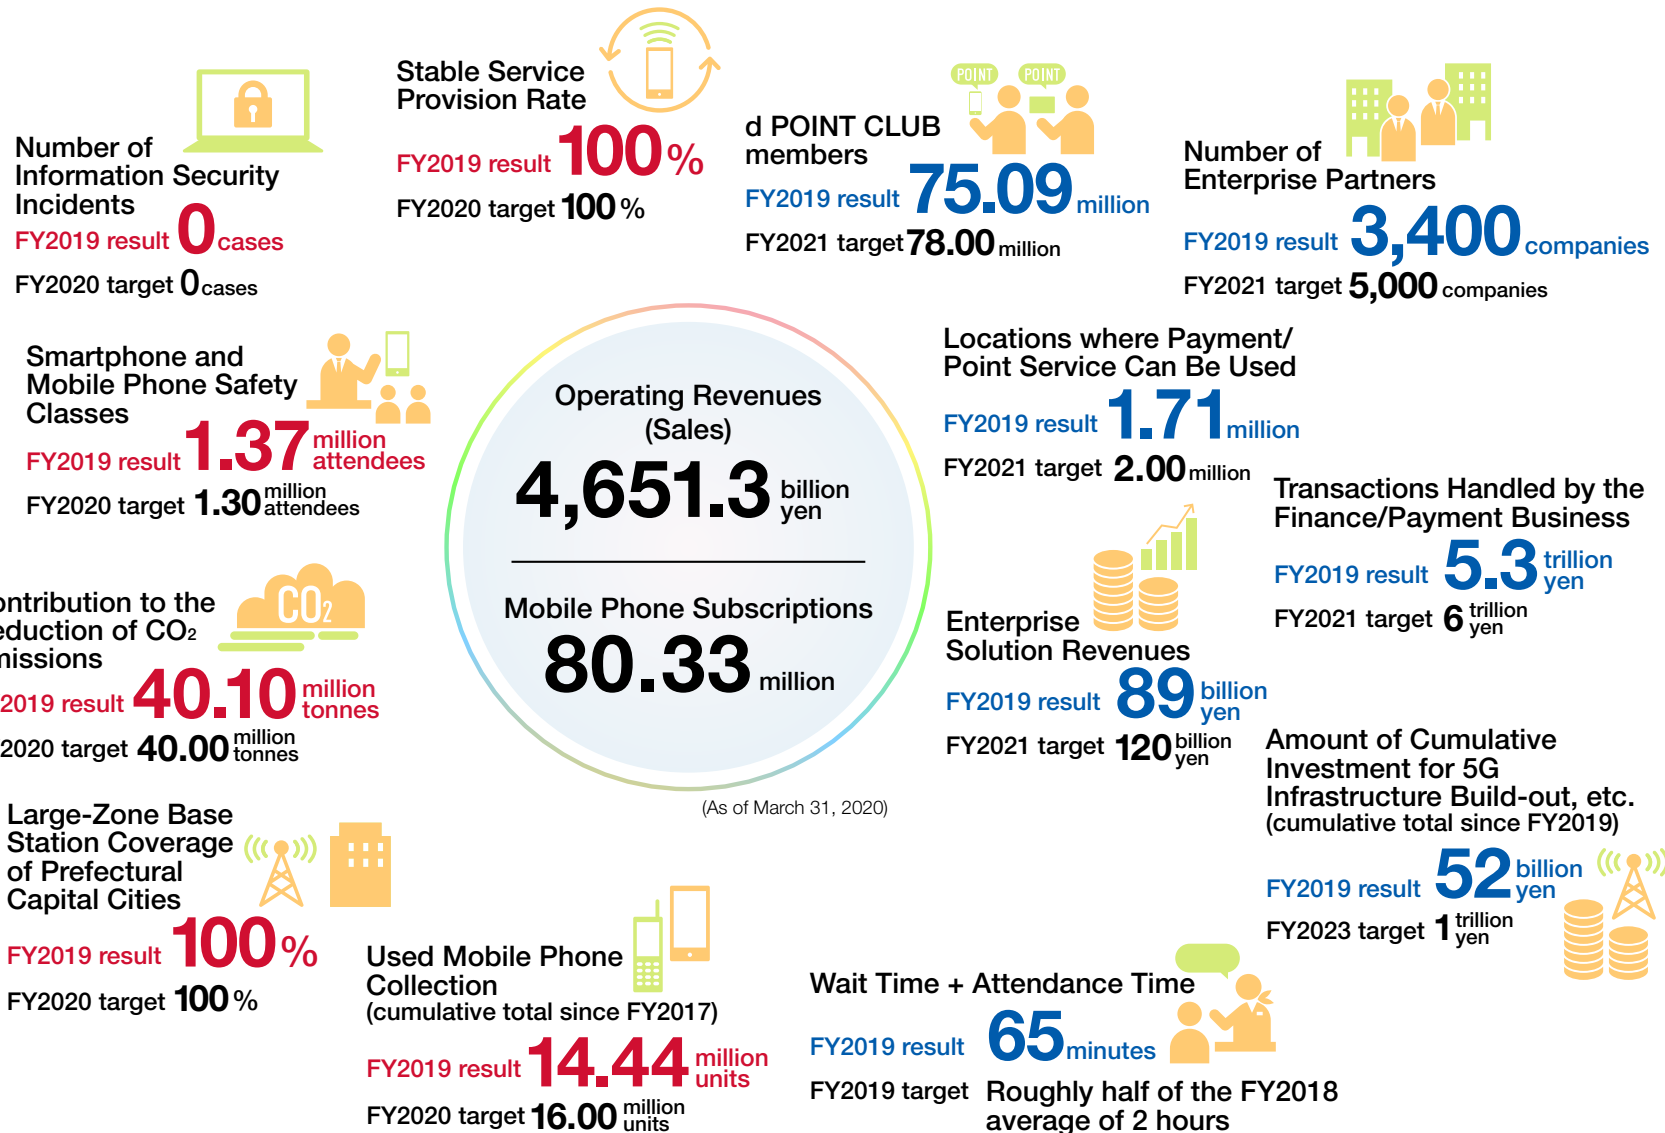 Number of
Information Security
Incidents
FY2019 result 0 cases
FY2020 target 0 cases
Stable Service
Provision Rate
FY2019 result 100 %
FY2020 target 100 %
POINT POINT
d POINT CLUB
members
FY2019 result 75.09 million
FY2021 target 78.00 million
Number of
Enterprise Partners
FY2019 result 3,400 companies
FY2021 target 5,000 companies
Smartphone and
Mobile Phone Safety
Classes
FY2019 result 1.37 million attendees
FY2020 target 1.30 million attendees
Operating Revenues
(Sales)
4,651.3 billion yen
Mobile Phone Subscriptions
80.33 million
(As of March 31, 2020)
Locations where Payment/
Point Service Can Be Used
FY2019 result 1.71 million
FY2021 target 2.00 million
Transactions Handled by the
Finance/Payment Business
FY2019 result 5.3 trillion yen
FY2021 target 6 trillion yen
CO2
ontribution to the
eduction of CO2
missions
2019 result 40.10 million tonnes
2020 target 40.00 million tonnes
Enterprise
Solution Revenues
FY2019 result 89 billion yen
FY2021 target 120 billion yen
Amount of Cumulative
Investment for 5G
Infrastructure Build-out, etc.
(cumulative total since FY2019)
FY2019 result 52 billion yen
FY2023 target 1 trillion yen
Large-Zone Base
Station Coverage
of Prefectural
Capital Cities
FY2019 result 100 %
FY2020 target 100 %
Used Mobile Phone
Collection
(cumulative total since FY2017)
FY2019 result 14.44 million units
FY2020 target 16.00 million units
Wait Time + Attendance Time
FY2019 result 65 minutes
FY2019 target Roughly half of the FY2018
average of 2 hours